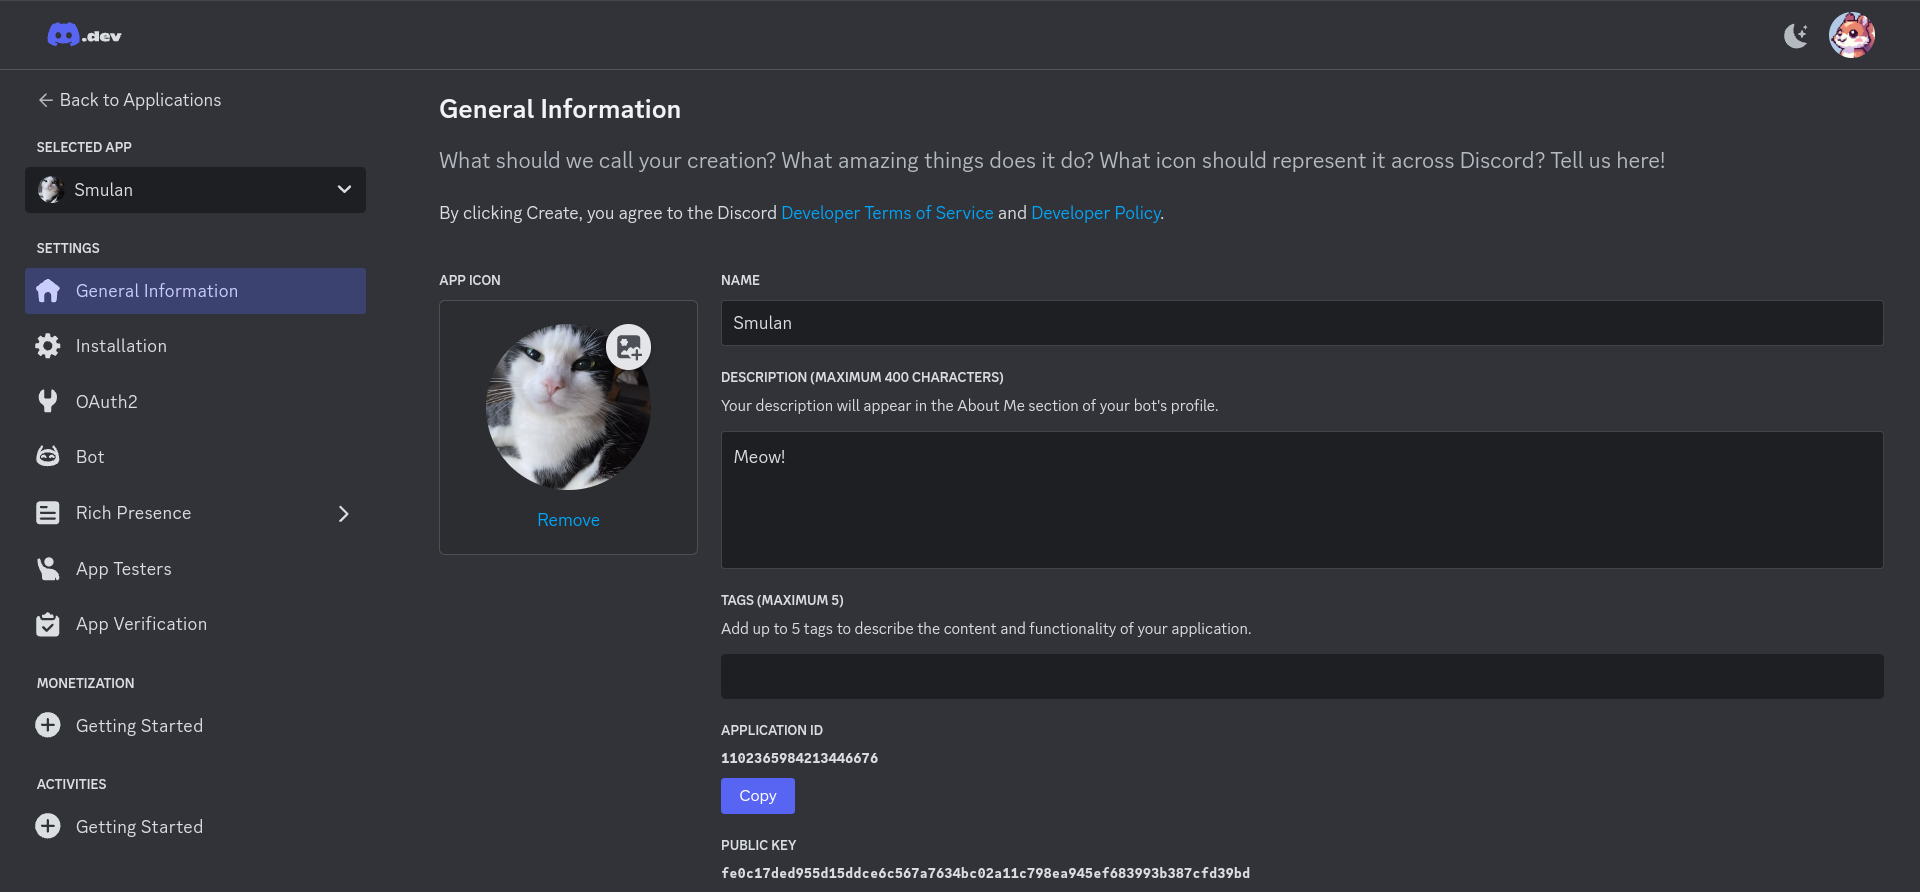 .dev
Back to Applications
SELECTED APP
Smulan
SETTINGS
General Information
Installation
OAuth2
Bot
Rich Presence
App Testers
App Verification
MONETIZATION
Getting Started
ACTIVITIES
Getting Started
General Information
What should we call your creation? What amazing things does it do? What icon should represent it across Discord? Tell us here!
By clicking Create, you agree to the Discord Developer Terms of Service and Developer Policy.
APP ICON
Remove
NAME
Smulan
DESCRIPTION (MAXIMUM 400 CHARACTERS)
Your description will appear in the About Me section of your bot's profile.
Meow!
TAGS (MAXIMUM 5)
Add up to 5 tags to describe the content and functionality of your application.
APPLICATION ID
1102365984213446676
Copy
PUBLIC KEY
fe0c17ded955d15ddce6c567a7634bc02a11c798ea945ef683993b387cfd39bd